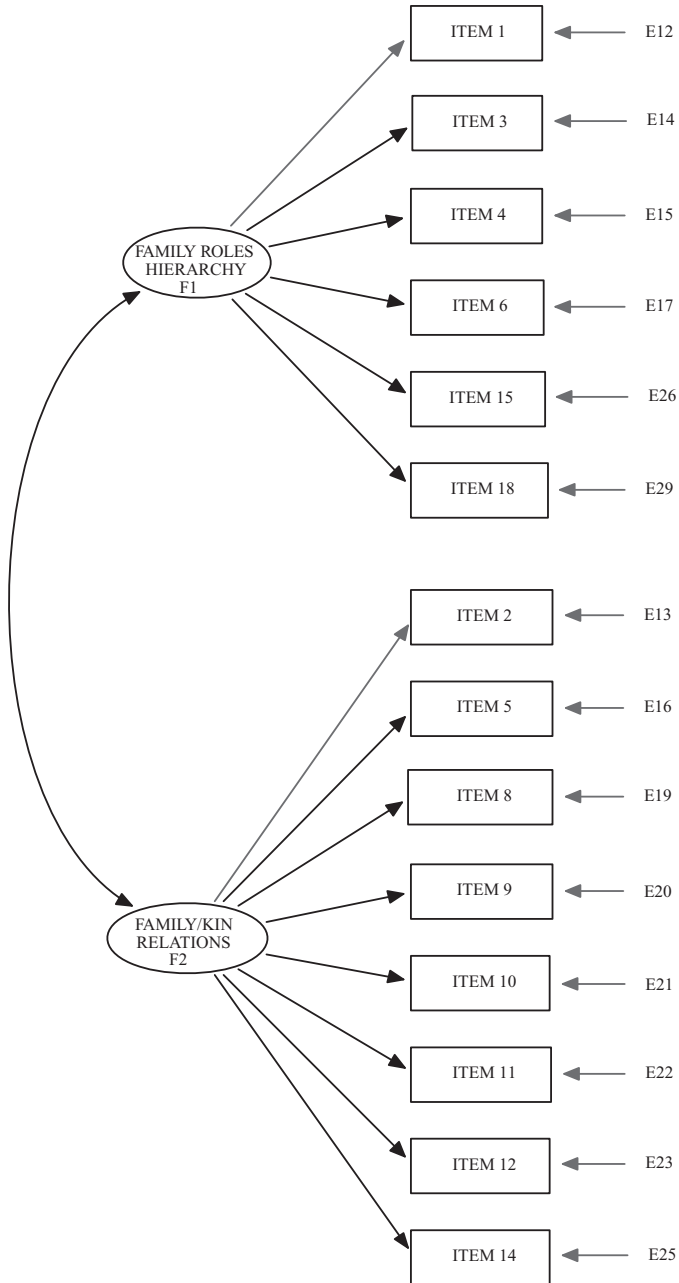 ITEM 1
E12
ITEM 3
E14
ITEM 4
E15
FAMILY ROLES
HIERARCHY
F1
ITEM 6
E17
ITEM 15
E26
ITEM 18
E29
ITEM 2
E13
ITEM 5
E16
ITEM 8
E19
ITEM 9
E20
FAMILY/KIN
RELATIONS
F2
ITEM 10
E21
ITEM 11
E22
ITEM 12
E23
ITEM 14
E25